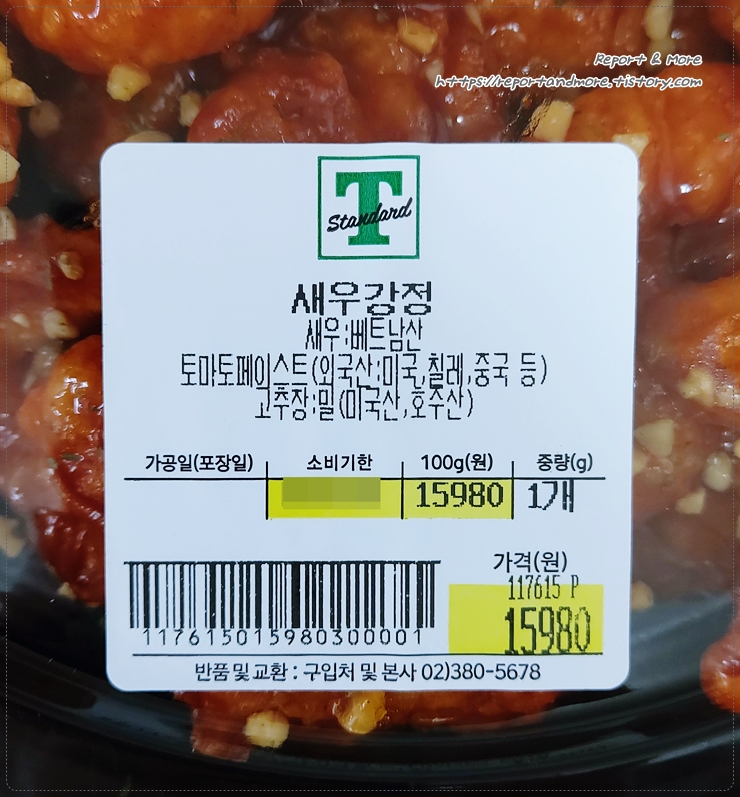 Report & More
https://reportandmore.tistory.com
T
Standard
새우강정
새우:베트남산
토마토페이스트(외국산:미국,칠레,중국 등)
고추장:밀(미국산,호주산)
가공일(포장일) 소비기한 100g(원) 중량(g)
15980 1개
가격(원)
117615 P
15980
117615015980300001
반품 및 교환 : 구입처 및 본사 02)380-5678